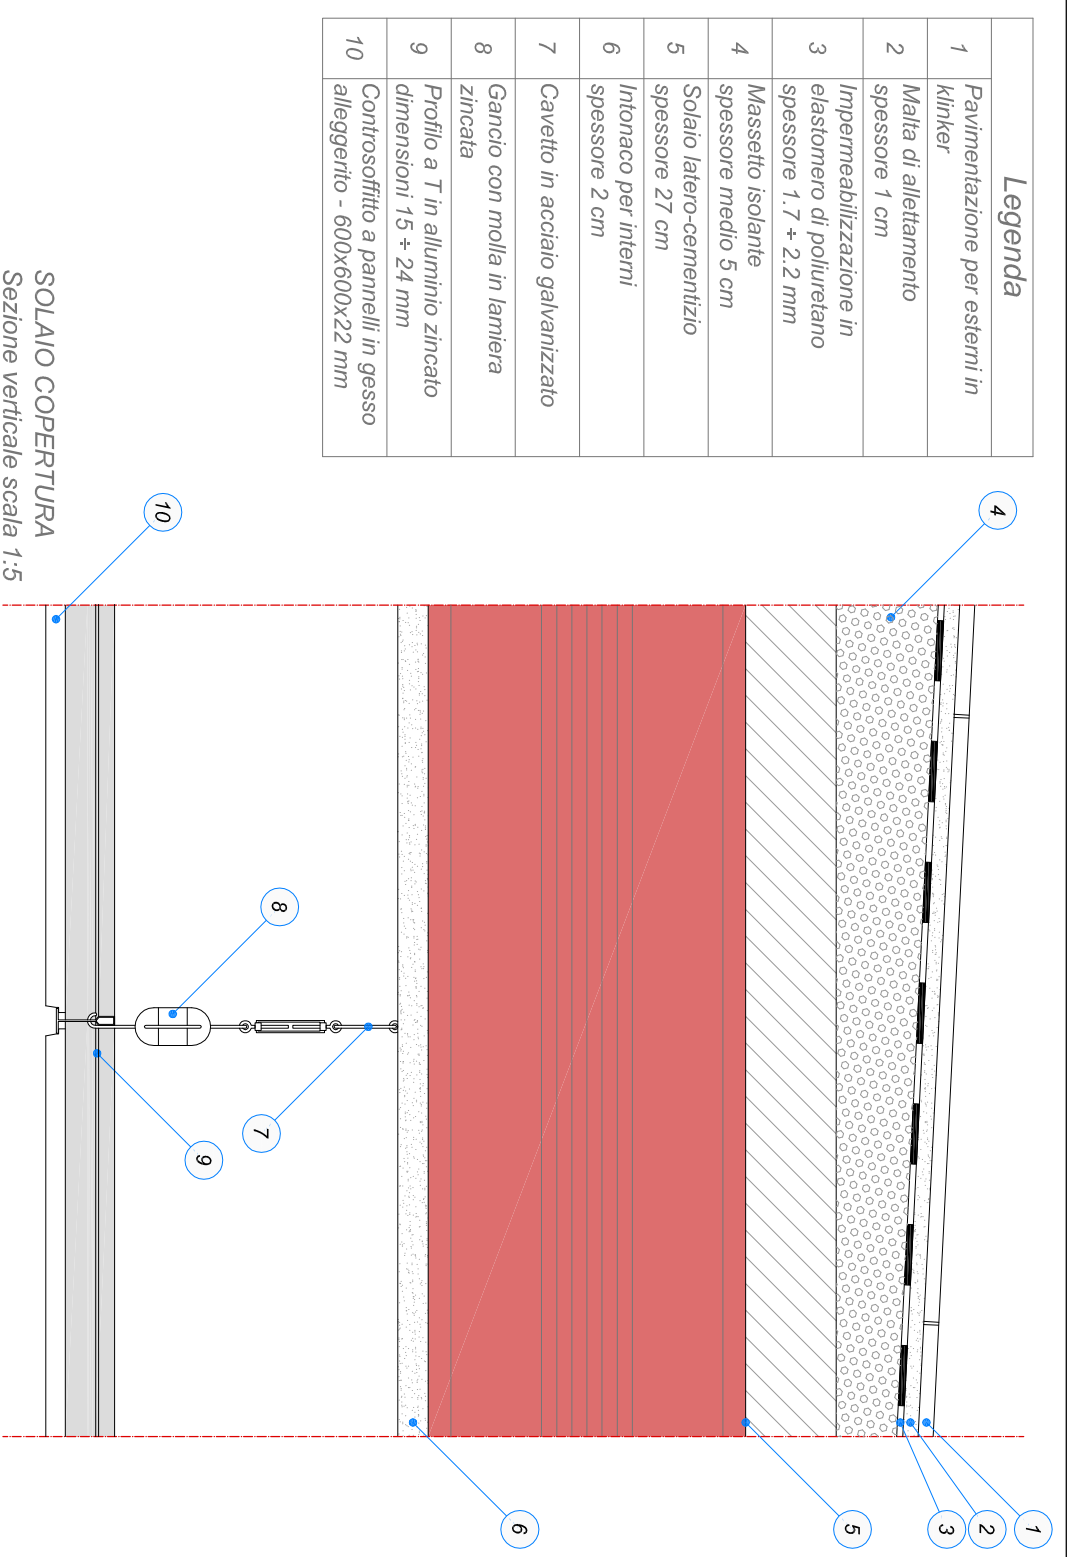 Legenda
1
Pavimentazione per esterni in
klinker
2
Malta di allettamento
spessore 1 cm
3
Impermeabilizzazione in
elastomero di poliuretano
spessore 1.7 ÷ 2.2 mm
4
Massetto isolante
spessore medio 5 cm
5
Solaio latero-cementizio
spessore 27 cm
6
Intonaco per interni
spessore 2 cm
7
Cavetto in acciaio galvanizzato
8
Gancio con molla in lamiera
zincata
9
Profilo a T in alluminio zincato
dimensioni 15 ÷ 24 mm
10
Controsoffitto a pannelli in gesso
alleggerito - 600x600x22 mm
4
10
8
7
9
1
2
3
5
6
SOLAIO COPERTURA
Sezione verticale scala 1:5